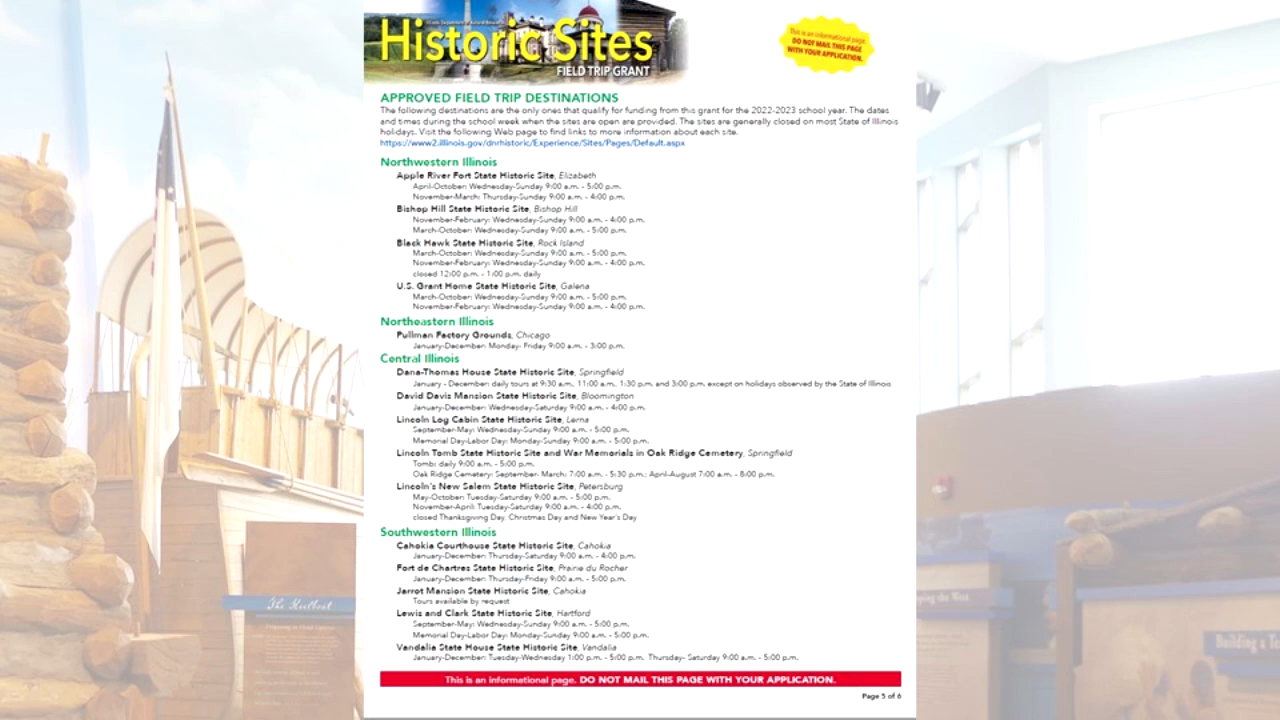 Illinois Department of Natural Resources
Historic Sites
FIELD TRIP GRANT
This is an informational page
DO NOT MAIL THIS PAGE
WITH YOUR APPLICATION.
APPROVED FIELD TRIP DESTINATIONS
The following destinations are the only ones that qualify for funding from this grant for the 2022-2023 school year. The dates
and times during the school week when the sites are open are provided. The sites are generally closed on most State of Illinois
holidays. Visit the following Web page to find links to more information about each site.
https://www2.illinois.gov/dnrhistoric/Experience/Sites/Pages/Default.aspx
Northwestern Illinois
Apple River Fort State Historic Site, Elizabeth
April-October: Wednesday-Sunday 9:00 a.m. - 5:00 p.m.
November-March: Thursday-Sunday 9:00 a.m. - 4:00 p.m.
Bishop Hill State Historic Site, Bishop Hill
November-February: Wednesday-Sunday 9:00 a.m. - 4:00 p.m.
March-October: Wednesday-Sunday 9:00 a.m. - 5:00 p.m.
Black Hawk State Historic Site, Rock Island
March-October: Wednesday-Sunday 9:00 a.m. - 5:00 p.m.
November-February: Wednesday-Sunday 9:00 a.m. - 4:00 p.m.
closed 12:00 p.m. - 1:00 p.m. daily
U.S. Grant Home State Historic Site, Galena
March-October: Wednesday-Sunday 9:00 a.m. - 5:00 p.m.
November-February: Wednesday-Sunday 9:00 a.m. - 4:00 p.m.
Northeastern Illinois
Pullman Factory Grounds, Chicago
January-December: Monday- Friday 9:00 a.m. - 3:00 p.m.
Central Illinois
Dana-Thomas House State Historic Site, Springfield
January - December: daily tours at 9:30 a.m. 11:00 a.m. 1:30 p.m. and 3:00 p.m. except on holidays observed by the State of Illinois
David Davis Mansion State Historic Site, Bloomington
January-December: Wednesday-Saturday 9:00 a.m. - 4:00 p.m.
Lincoln Log Cabin State Historic Site, Lerna
September-May: Wednesday-Sunday 9:00 a.m. - 5:00 p.m.
Memorial Day-Labor Day: Monday-Sunday 9:00 a.m. - 5:00 p.m.
Lincoln Tomb State Historic Site and War Memorials in Oak Ridge Cemetery, Springfield
Tomb: daily 9:00 a.m. - 5:00 p.m.
Oak Ridge Cemetery: September- March: 7:00 a.m. - 5:30 p.m.; April-August 7:00 a.m. - 8:00 p.m.
Lincoln's New Salem State Historic Site, Petersburg
May-October: Tuesday-Saturday 9:00 a.m. - 5:00 p.m.
November-April: Tuesday-Saturday 9:00 a.m. - 4:00 p.m.
closed Thanksgiving Day, Christmas Day and New Year's Day
Southwestern Illinois
Cahokia Courthouse State Historic Site, Cahokia
January-December: Thursday-Saturday 9:00 a.m. - 4:00 p.m.
Fort de Chartres State Historic Site, Prairie du Rocher
January-December: Thursday-Friday 9:00 a.m. - 5:00 p.m.
Jarrot Mansion State Historic Site, Cahokia
Tours available by request
Lewis and Clark State Historic Site, Hartford
September-May: Wednesday-Sunday 9:00 a.m. - 5:00 p.m.
Memorial Day-Labor Day: Monday-Sunday 9:00 a.m. - 5:00 p.m.
Vandalia State House State Historic Site, Vandalia
January-December: Tuesday-Wednesday 1:00 p.m. - 5:00 p.m. Thursday- Saturday 9:00 a.m. - 5:00 p.m.
This is an informational page. DO NOT MAIL THIS PAGE WITH YOUR APPLICATION.
Page 5 of 6
the West
Building a